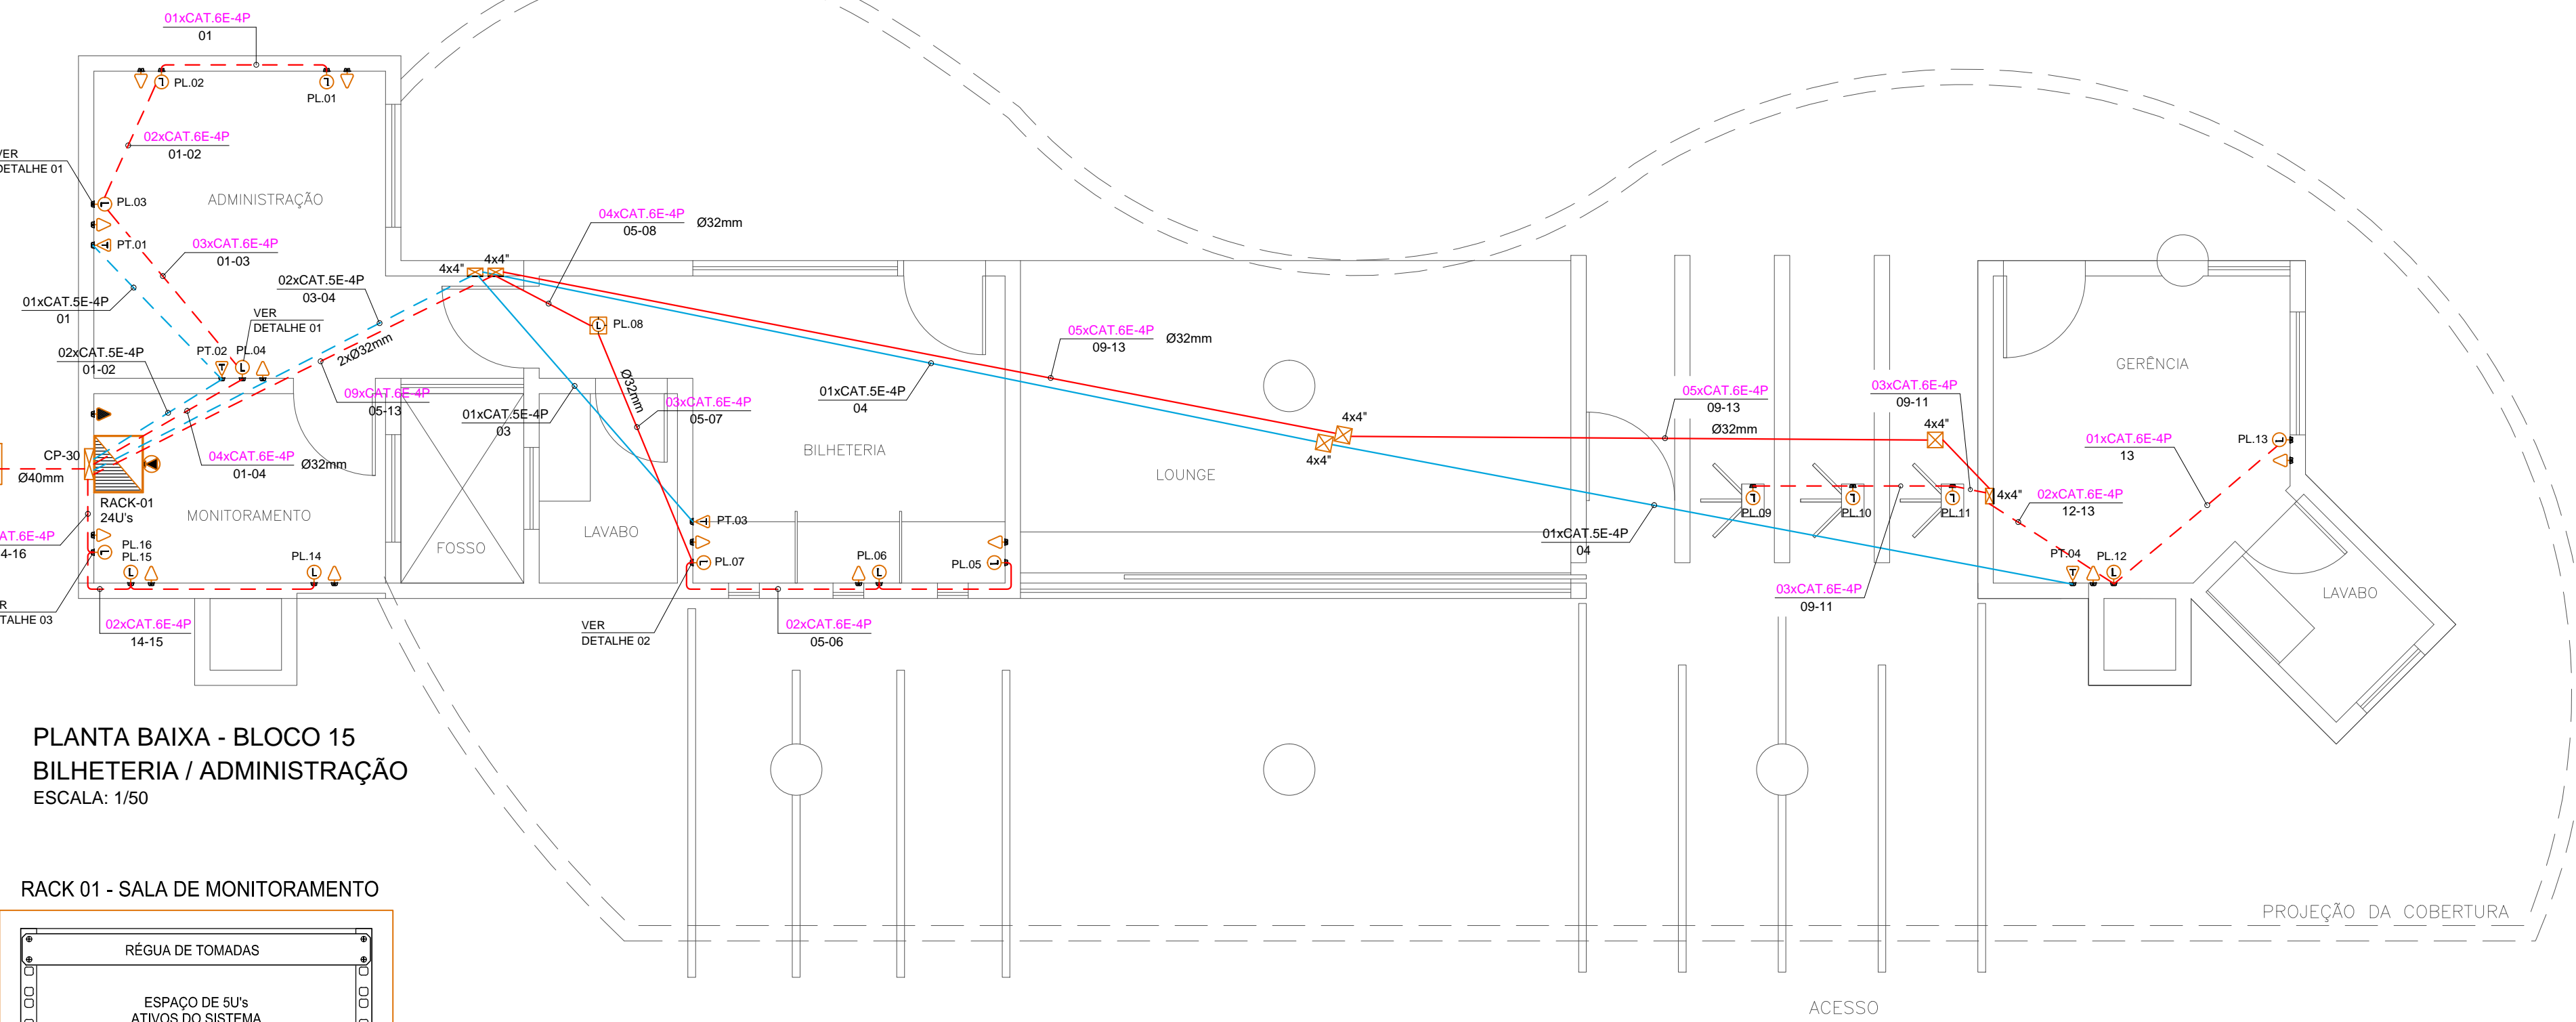 01xCAT.6E-4P
01
PL.02
PL.01
02xCAT.6E-4P
01-02
VER
DETALHE 01
PL.03
ADMINISTRAÇÃO
PT.01
03xCAT.6E-4P
01-03
04xCAT.6E-4P Ø32mm
05-08
4x4"
4x4"
02xCAT.5E-4P
03-04
01xCAT.5E-4P
01
VER
DETALHE 01
PL.08
05xCAT.6E-4P Ø32mm
09-13
2xØ32mm
PT.02
PL.04
02xCAT.5E-4P
01-02
09xCAT.6E-4P
05-13
Ø32mm
01xCAT.5E-4P
03
03xCAT.6E-4P
05-07
01xCAT.5E-4P
04
4x4"
4x4"
05xCAT.6E-4P
09-13
Ø32mm
03xCAT.6E-4P
09-11
4x4"
GERÊNCIA
01xCAT.6E-4P
13
PL.13
CP-30
Ø40mm
04xCAT.6E-4P Ø32mm
01-04
BILHETERIA
LOUNGE
RACK-01
24U's
MONITORAMENTO
4x4"
02xCAT.6E-4P
12-13
PL.09
PL.10
PL.11
PT.03
AT.6E-4P
4-16
FOSSO
LAVABO
01xCAT.5E-4P
04
PL.16
PL.15
PL.14
PL.07
PL.06
PL.05
PT.04
PL.12
03xCAT.6E-4P
09-11
LAVABO
R
TALHE 03
02xCAT.6E-4P
14-15
VER
DETALHE 02
02xCAT.6E-4P
05-06
PLANTA BAIXA - BLOCO 15
BILHETERIA / ADMINISTRAÇÃO
ESCALA: 1/50
RACK 01 - SALA DE MONITORAMENTO
RÉGUA DE TOMADAS
ESPAÇO DE 5U's
ATIVOS DO SISTEMA
PROJEÇÃO DA COBERTURA
ACESSO